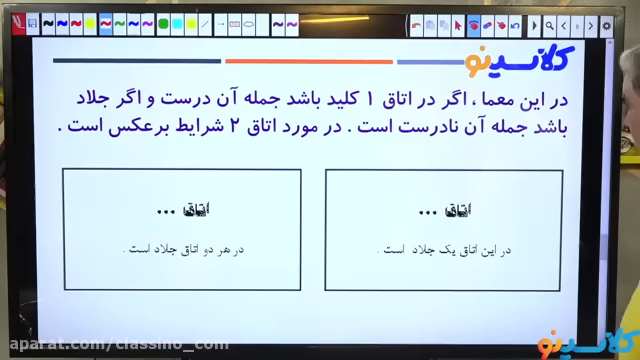 کلاسینو
در این معما ، اگر در اتاق ۱ کلید باشد جمله آن درست و اگر جلاد
باشد جمله آن نادرست است . در مورد اتاق ۲ شرایط برعکس است .
اتاق ...
در این اتاق یک جلاد است .
اتاق ...
در هر دو اتاق جلاد است .
aparat.com/classino_com
کلاسینو